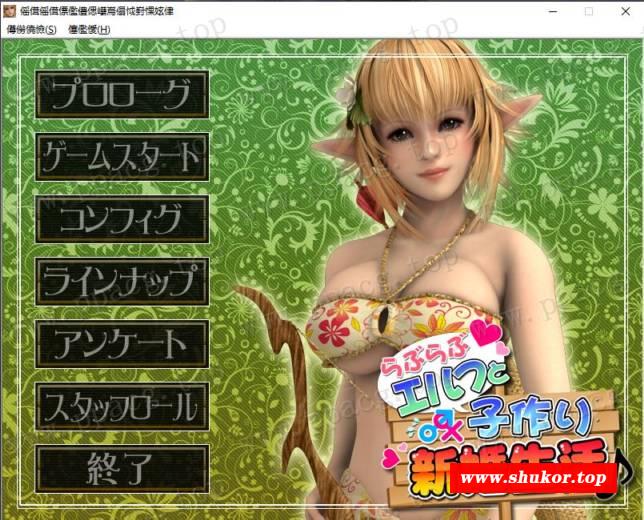 (S)
(H)
プロローグ
ゲームスタート
コンフィグ
ラインナップ
アンケート
スタッフロール
終了
らぶらぶ
エルフと
子作り
新婚生活♪
www.shukor.top